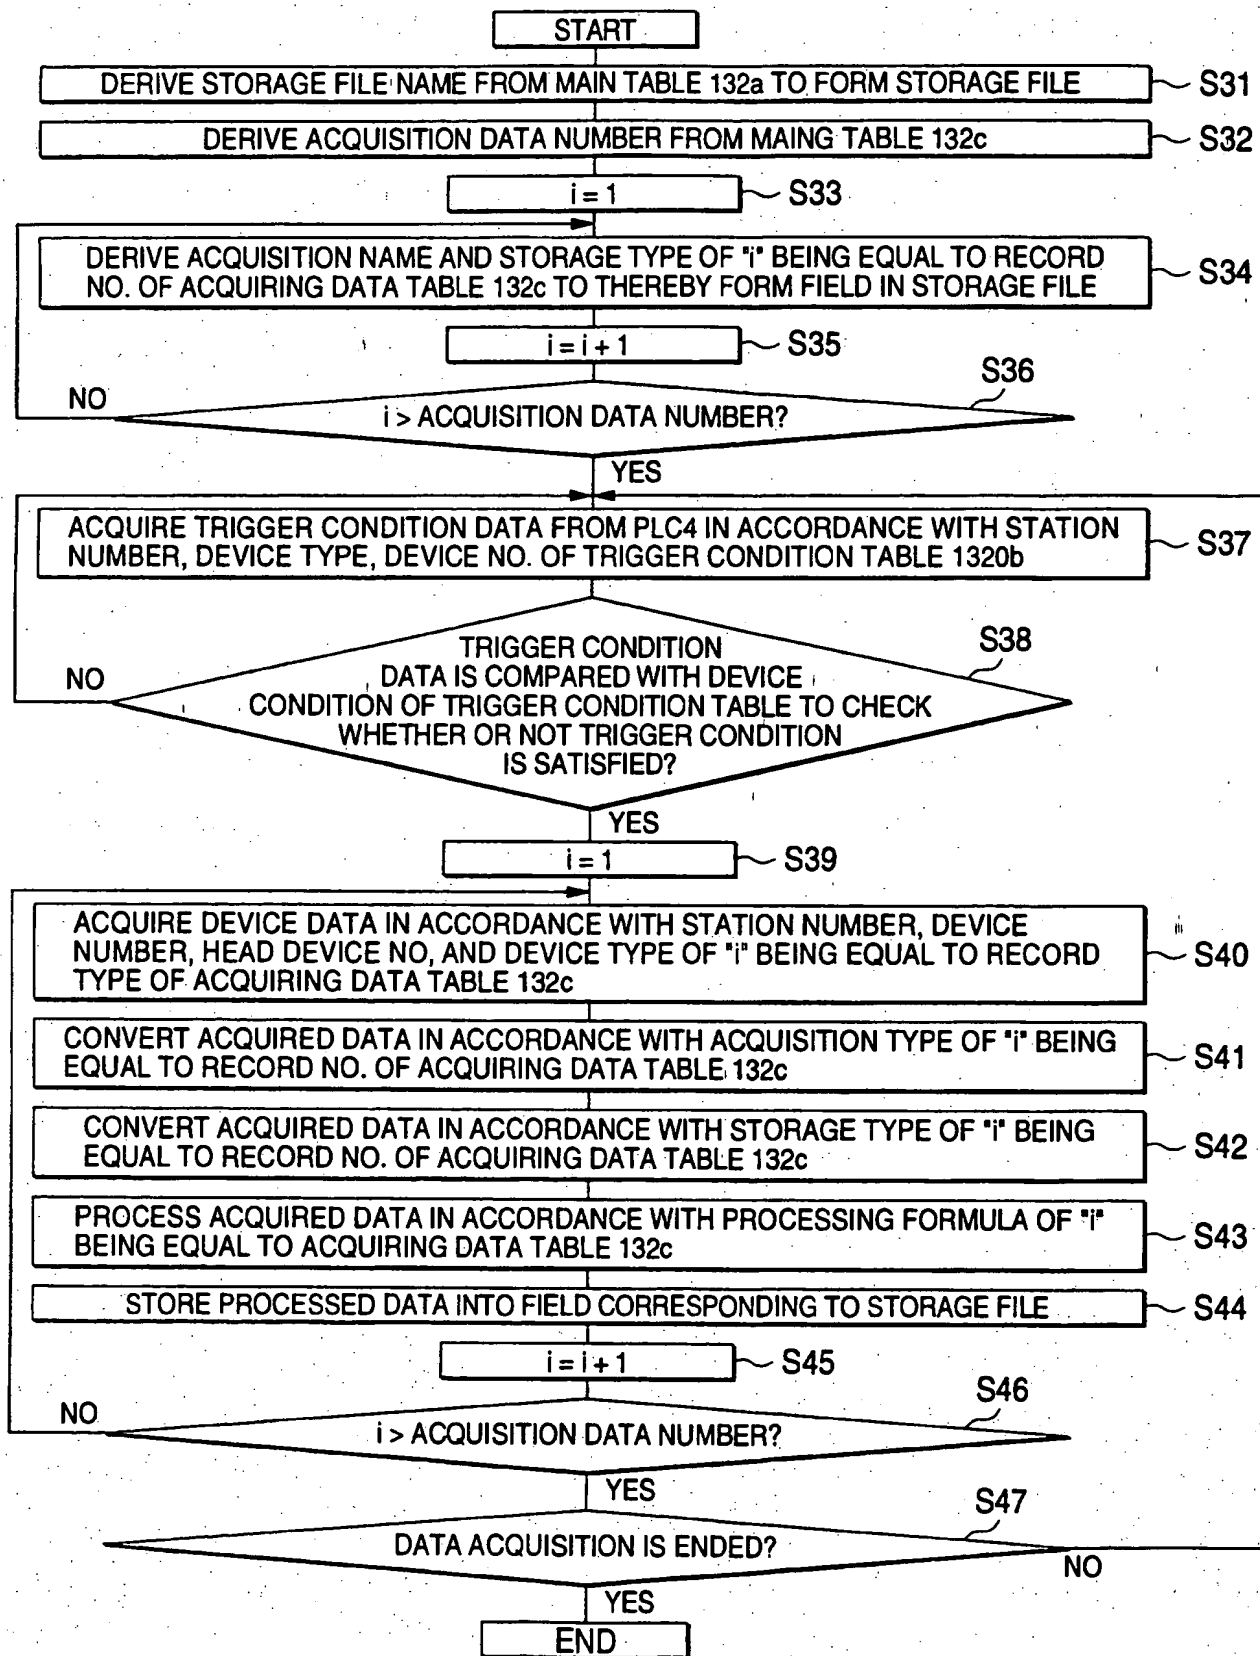 START
DERIVE STORAGE FILE NAME FROM MAIN TABLE 132a TO FORM STORAGE FILE
S31
DERIVE ACQUISITION DATA NUMBER FROM MAING TABLE 132c
S32
i = 1
S33
DERIVE ACQUISITION NAME AND STORAGE TYPE OF "i" BEING EQUAL TO RECORD
NO. OF ACQUIRING DATA TABLE 132c TO THEREBY FORM FIELD IN STORAGE FILE
S34
i = i + 1
S35
S36
NO
i > ACQUISITION DATA NUMBER?
YES
ACQUIRE TRIGGER CONDITION DATA FROM PLC4 IN ACCORDANCE WITH STATION
NUMBER, DEVICE TYPE, DEVICE NO. OF TRIGGER CONDITION TABLE 1320b
S37
S38
NO
TRIGGER CONDITION
DATA IS COMPARED WITH DEVICE
CONDITION OF TRIGGER CONDITION TABLE TO CHECK
WHETHER OR NOT TRIGGER CONDITION
IS SATISFIED?
YES
i = 1
S39
ACQUIRE DEVICE DATA IN ACCORDANCE WITH STATION NUMBER, DEVICE
NUMBER, HEAD DEVICE NO, AND DEVICE TYPE OF "i" BEING EQUAL TO RECORD
TYPE OF ACQUIRING DATA TABLE 132c
S40
CONVERT ACQUIRED DATA IN ACCORDANCE WITH ACQUISITION TYPE OF "i" BEING
EQUAL TO RECORD NO. OF ACQUIRING DATA TABLE 132c
S41
CONVERT ACQUIRED DATA IN ACCORDANCE WITH STORAGE TYPE OF "i" BEING
EQUAL TO RECORD NO. OF ACQUIRING DATA TABLE 132c
S42
PROCESS ACQUIRED DATA IN ACCORDANCE WITH PROCESSING FORMULA OF "i"
BEING EQUAL TO ACQUIRING DATA TABLE 132c
S43
STORE PROCESSED DATA INTO FIELD CORRESPONDING TO STORAGE FILE
S44
i = i + 1
S45
S46
NO
i > ACQUISITION DATA NUMBER?
YES
S47
DATA ACQUISITION IS ENDED?
NO
YES
END